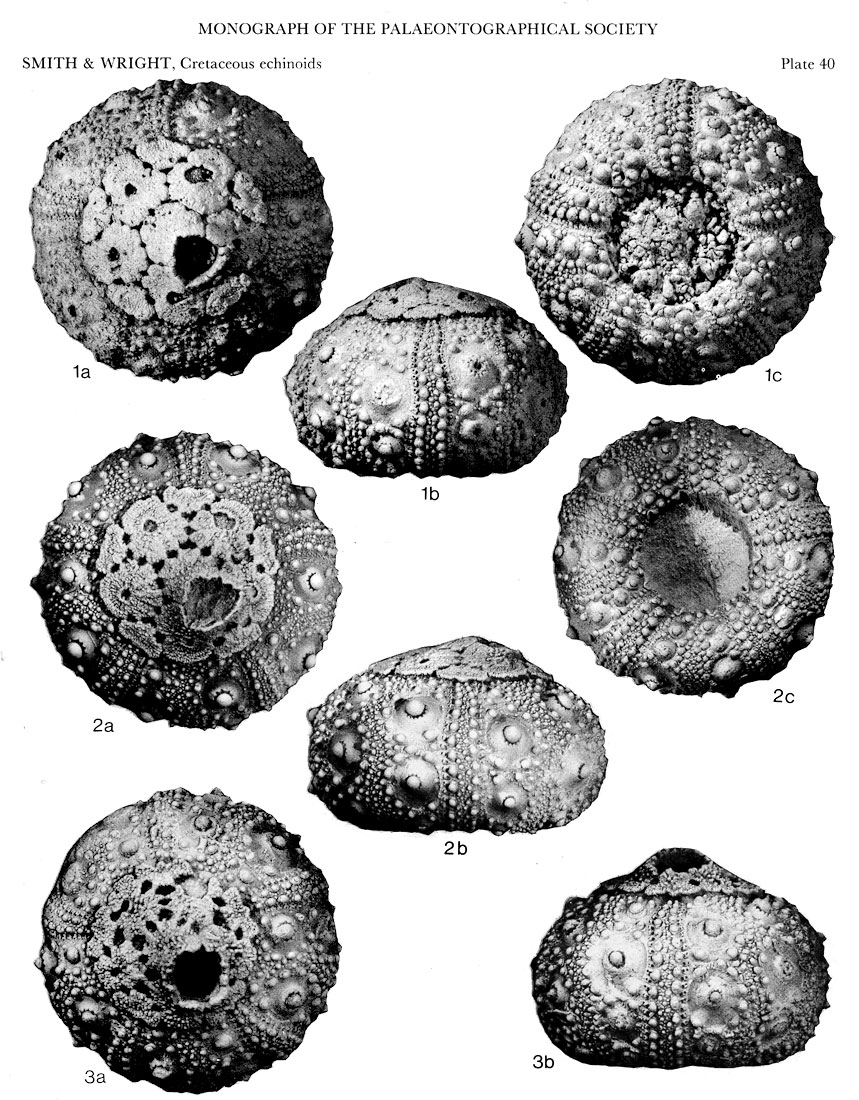 MONOGRAPH OF THE PALAEONTOGRAPHICAL SOCIETY
SMITH & WRIGHT, Cretaceous echinoids Plate 40
1a
1c
1b
2a
2c
2b
3a
3b